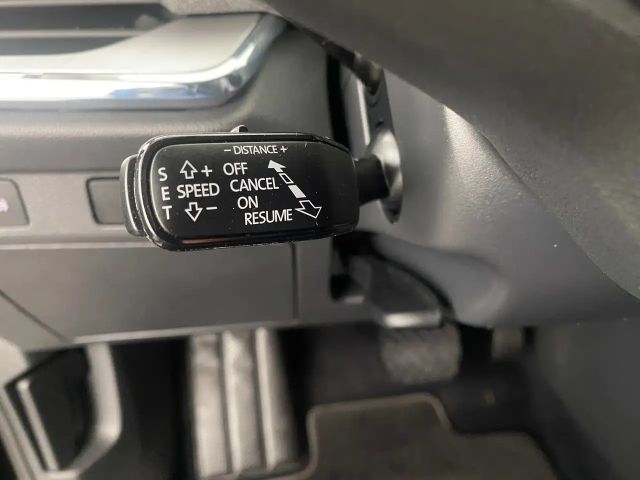 - DISTANCE +
S + OFF
E SPEED CANCEL
T - ON
RESUME